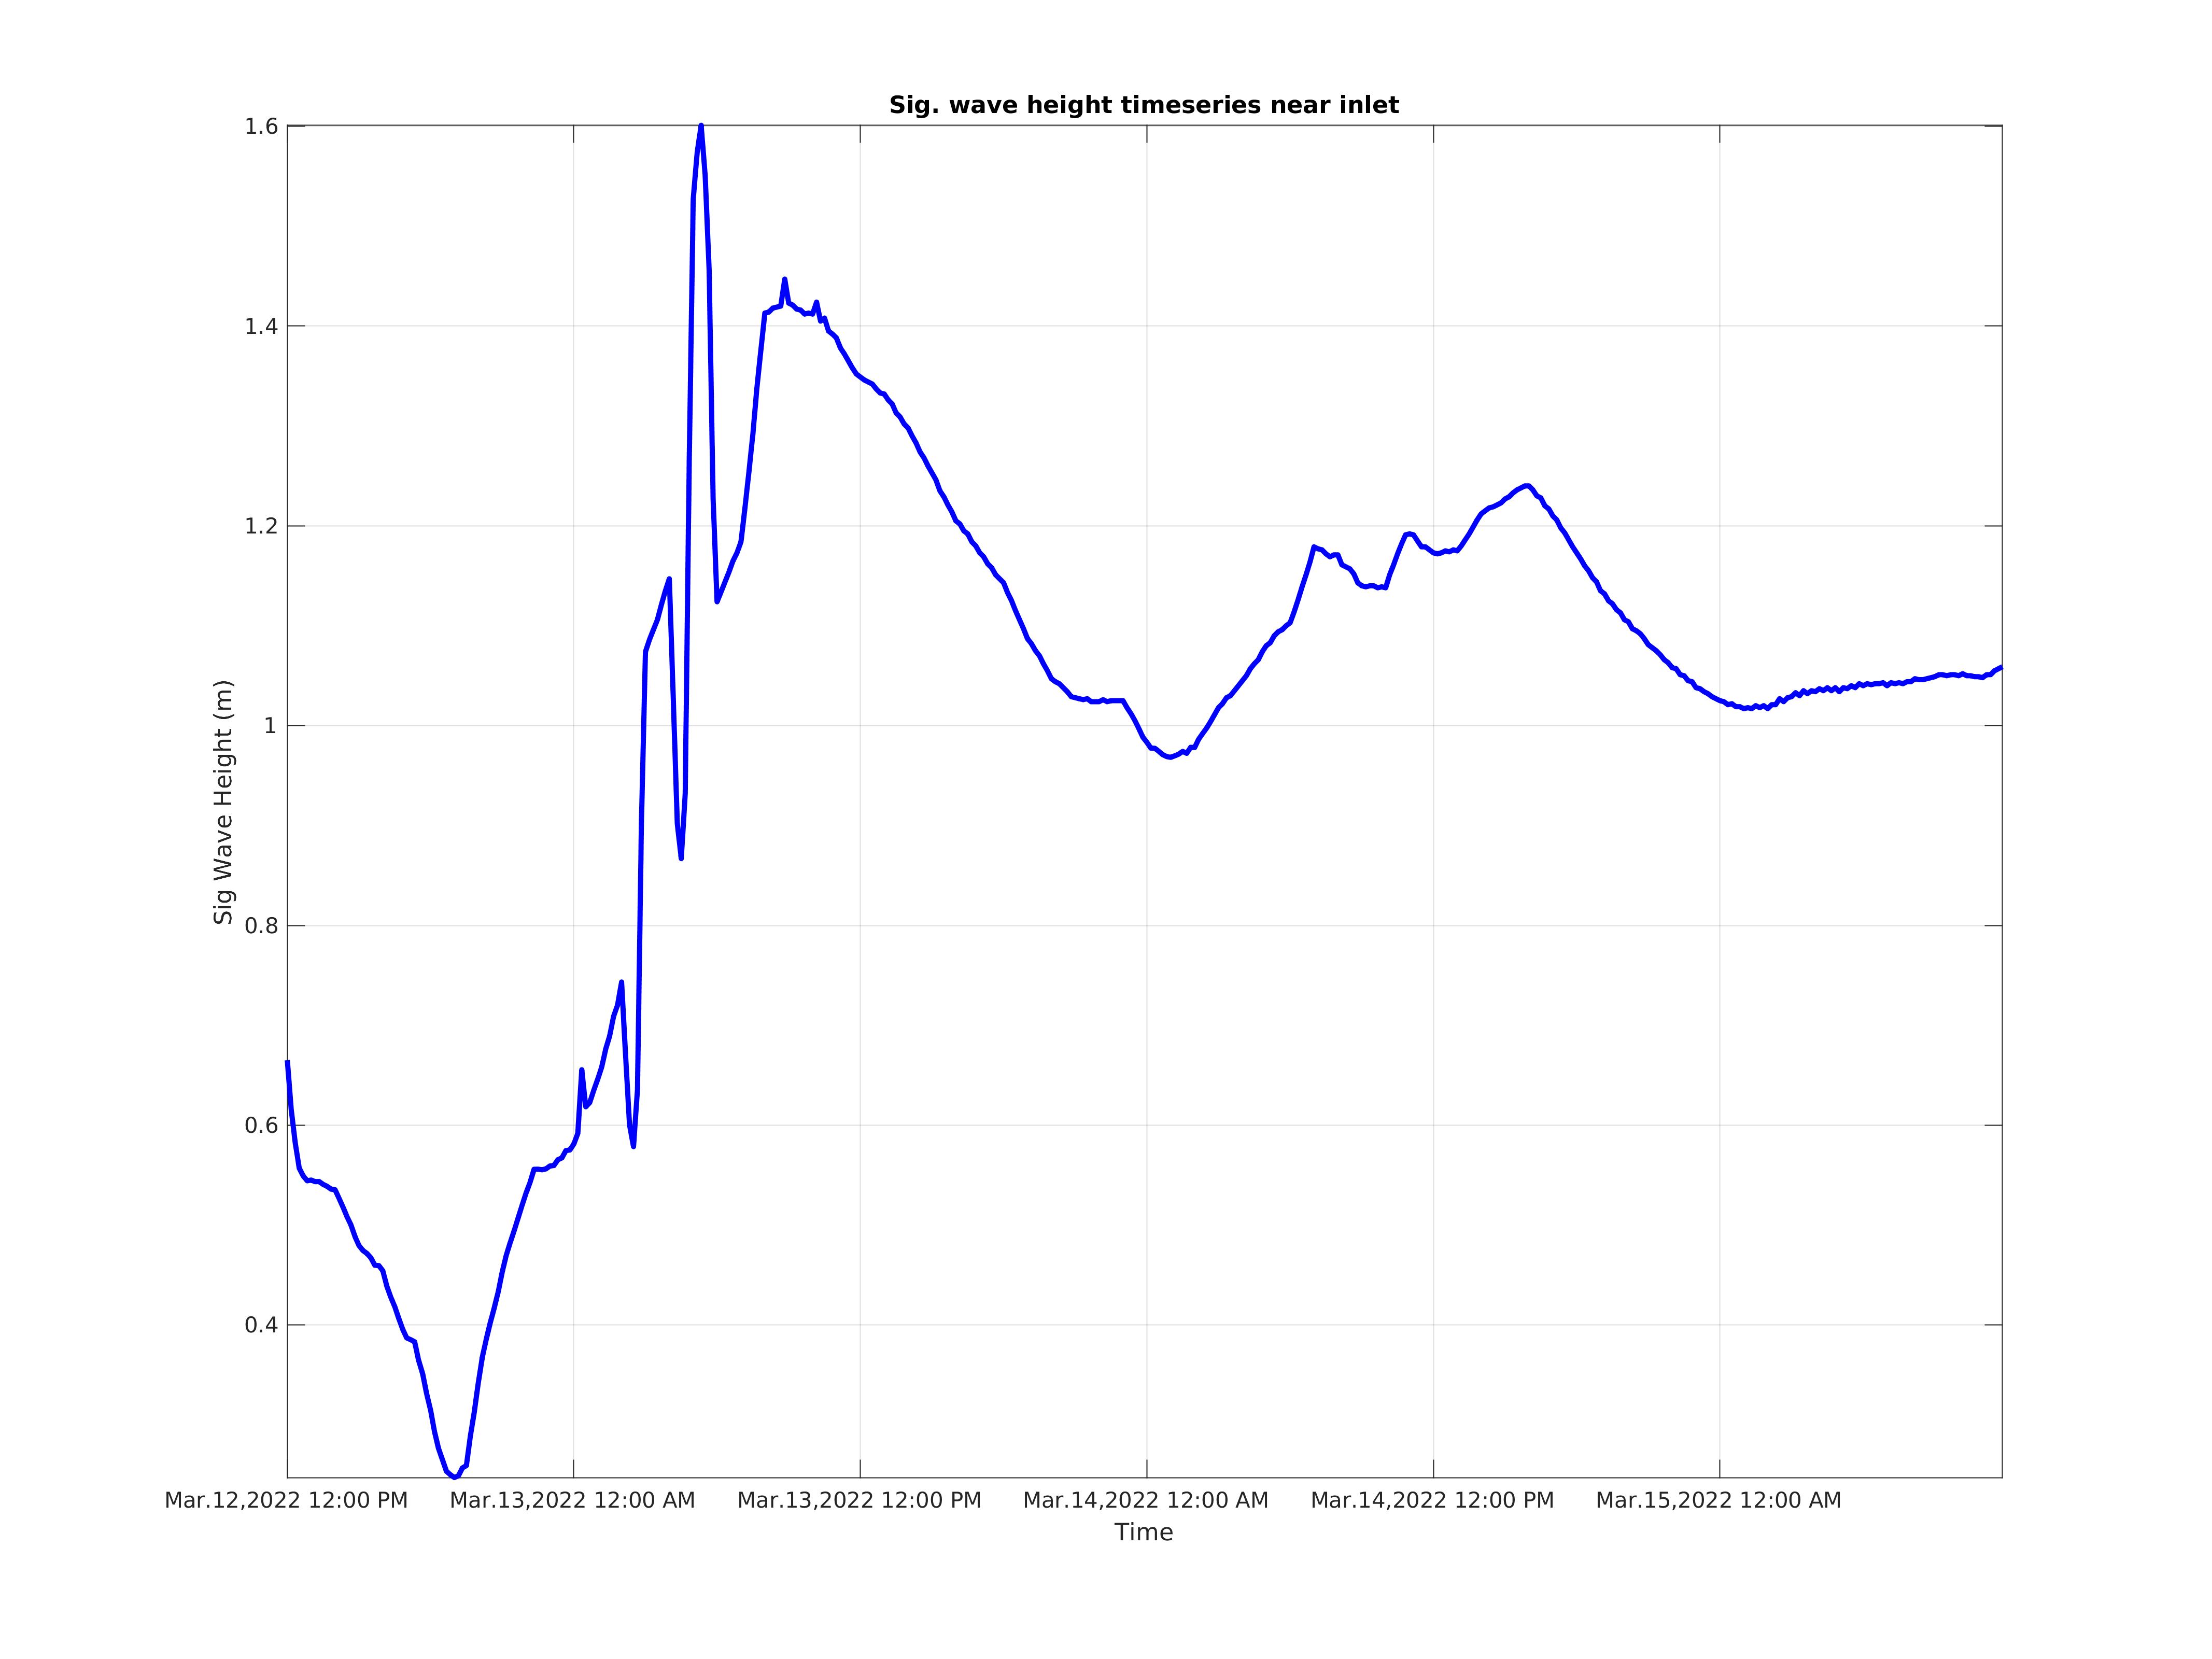 Sig. wave height timeseries near inlet
1.6
1.4
1.2
1
0.8
0.6
0.4
Sig Wave Height (m)
Mar.12,2022 12:00 PM Mar.13,2022 12:00 AM Mar.13,2022 12:00 PM Mar.14,2022 12:00 AM Mar.14,2022 12:00 PM Mar.15,2022 12:00 AM
Time